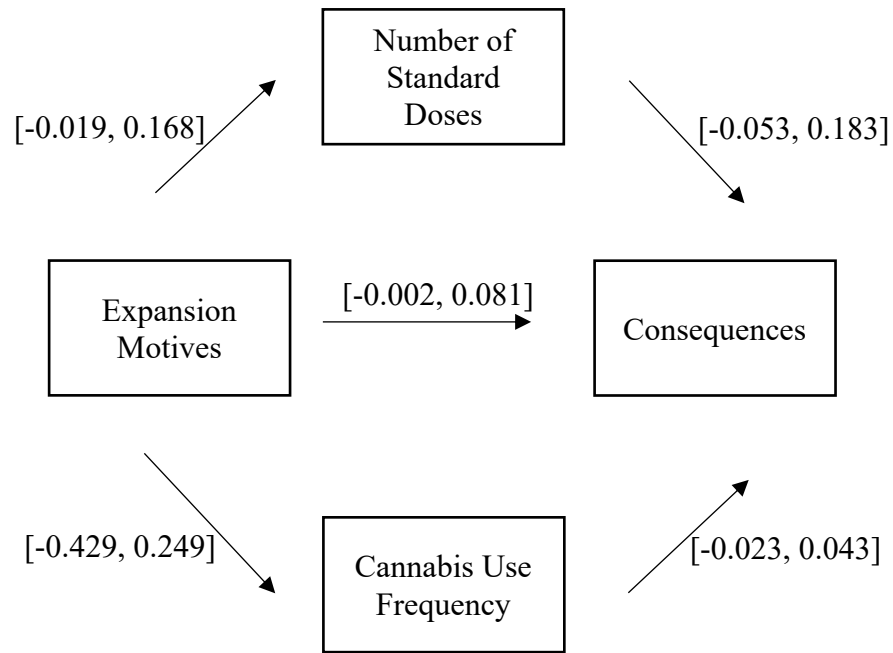 Number of
Standard
Doses
[-0.019, 0.168]
[-0.053, 0.183]
Expansion
Motives
[-0.002, 0.081]
Consequences
[-0.429, 0.249]
Cannabis Use
Frequency
[-0.023, 0.043]